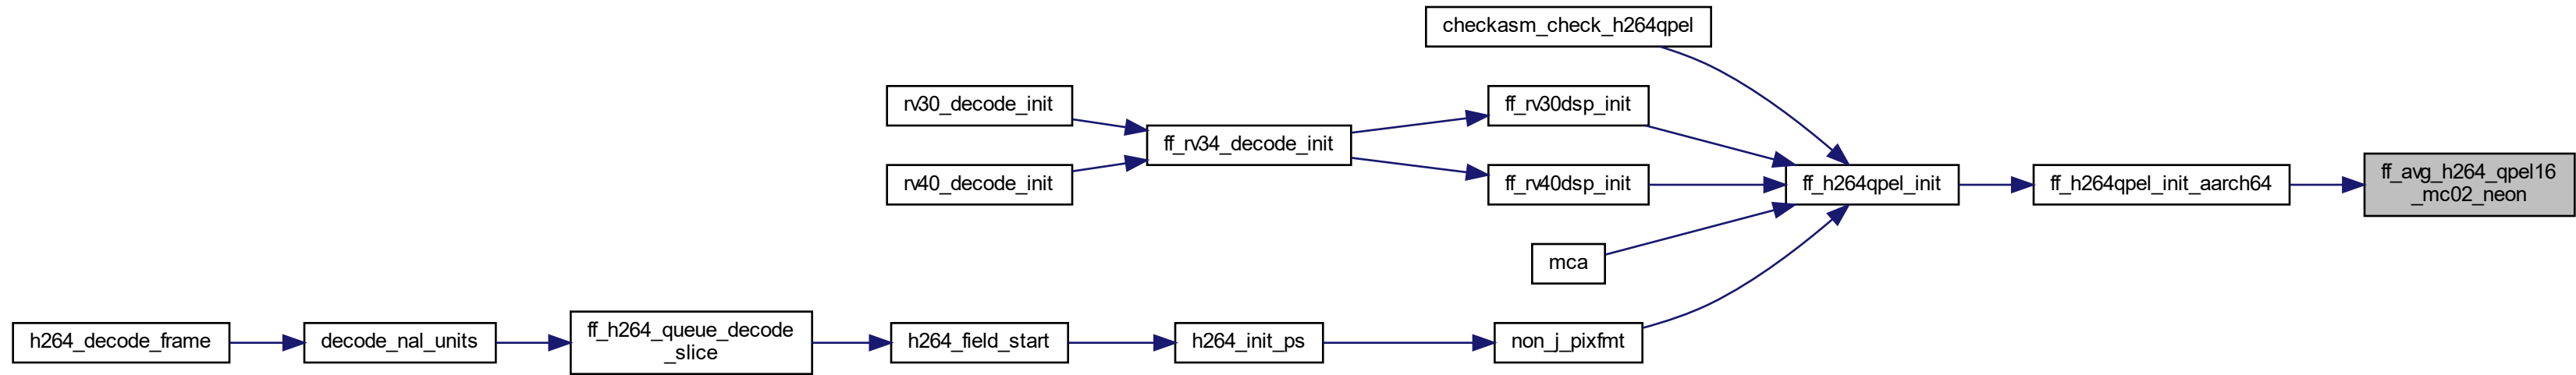 checkasm_check_h264qpel
rv30_decode_init
ff_rv30dsp_init
ff_rv34_decode_init
rv40_decode_init
ff_rv40dsp_init
ff_h264qpel_init
ff_h264qpel_init_aarch64
ff_avg_h264_qpel16
_mc02_neon
mca
h264_decode_frame
decode_nal_units
ff_h264_queue_decode
_slice
h264_field_start
h264_init_ps
non_j_pixfmt